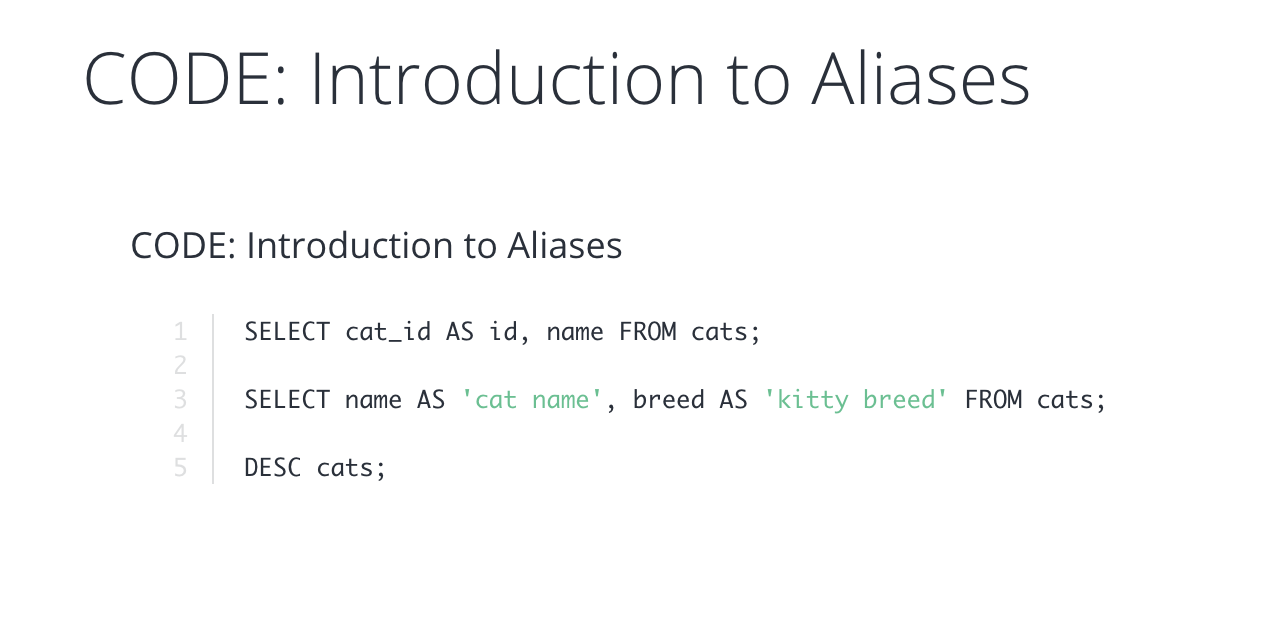 CODE: Introduction to Aliases
CODE: Introduction to Aliases
1 SELECT cat_id AS id, name FROM cats;
2
3 SELECT name AS 'cat name', breed AS 'kitty breed' FROM cats;
4
5 DESC cats;